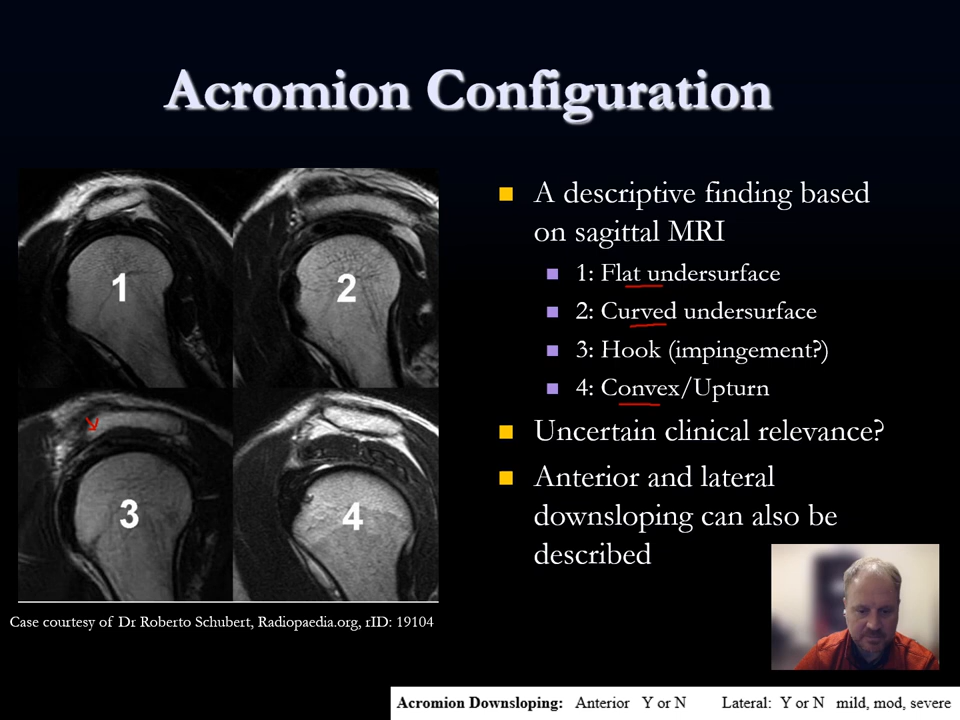 Acromion Configuration
1
2
3
4
A descriptive finding based
on sagittal MRI
1: Flat undersurface
2: Curved undersurface
3: Hook (impingement?)
4: Convex/Upturn
Uncertain clinical relevance?
Anterior and lateral
downsloping can also be
described
Case courtesy of Dr Roberto Schubert, Radiopaedia.org, rID: 19104
Acromion Downsloping: Anterior Y or N Lateral: Y or N mild, mod, severe